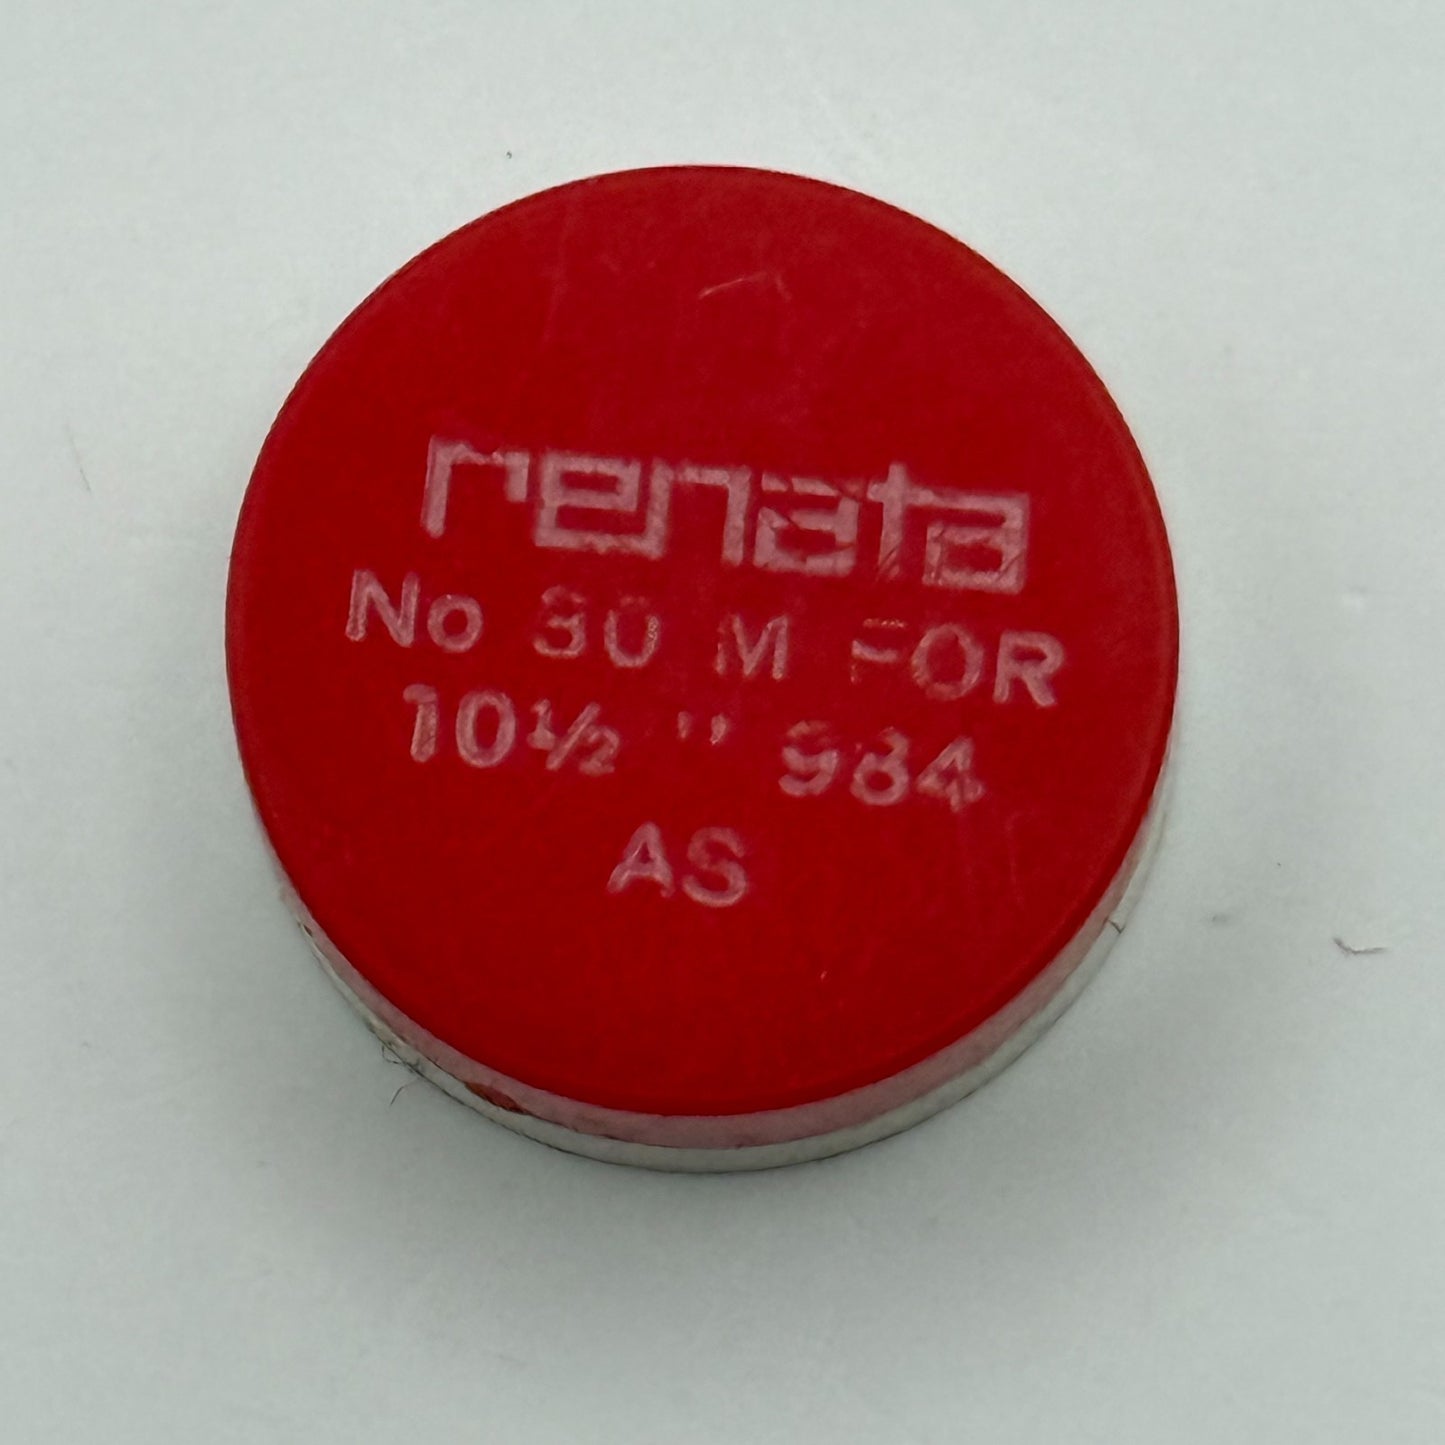 renata
No 30 M FOR
10½ " 984
AS